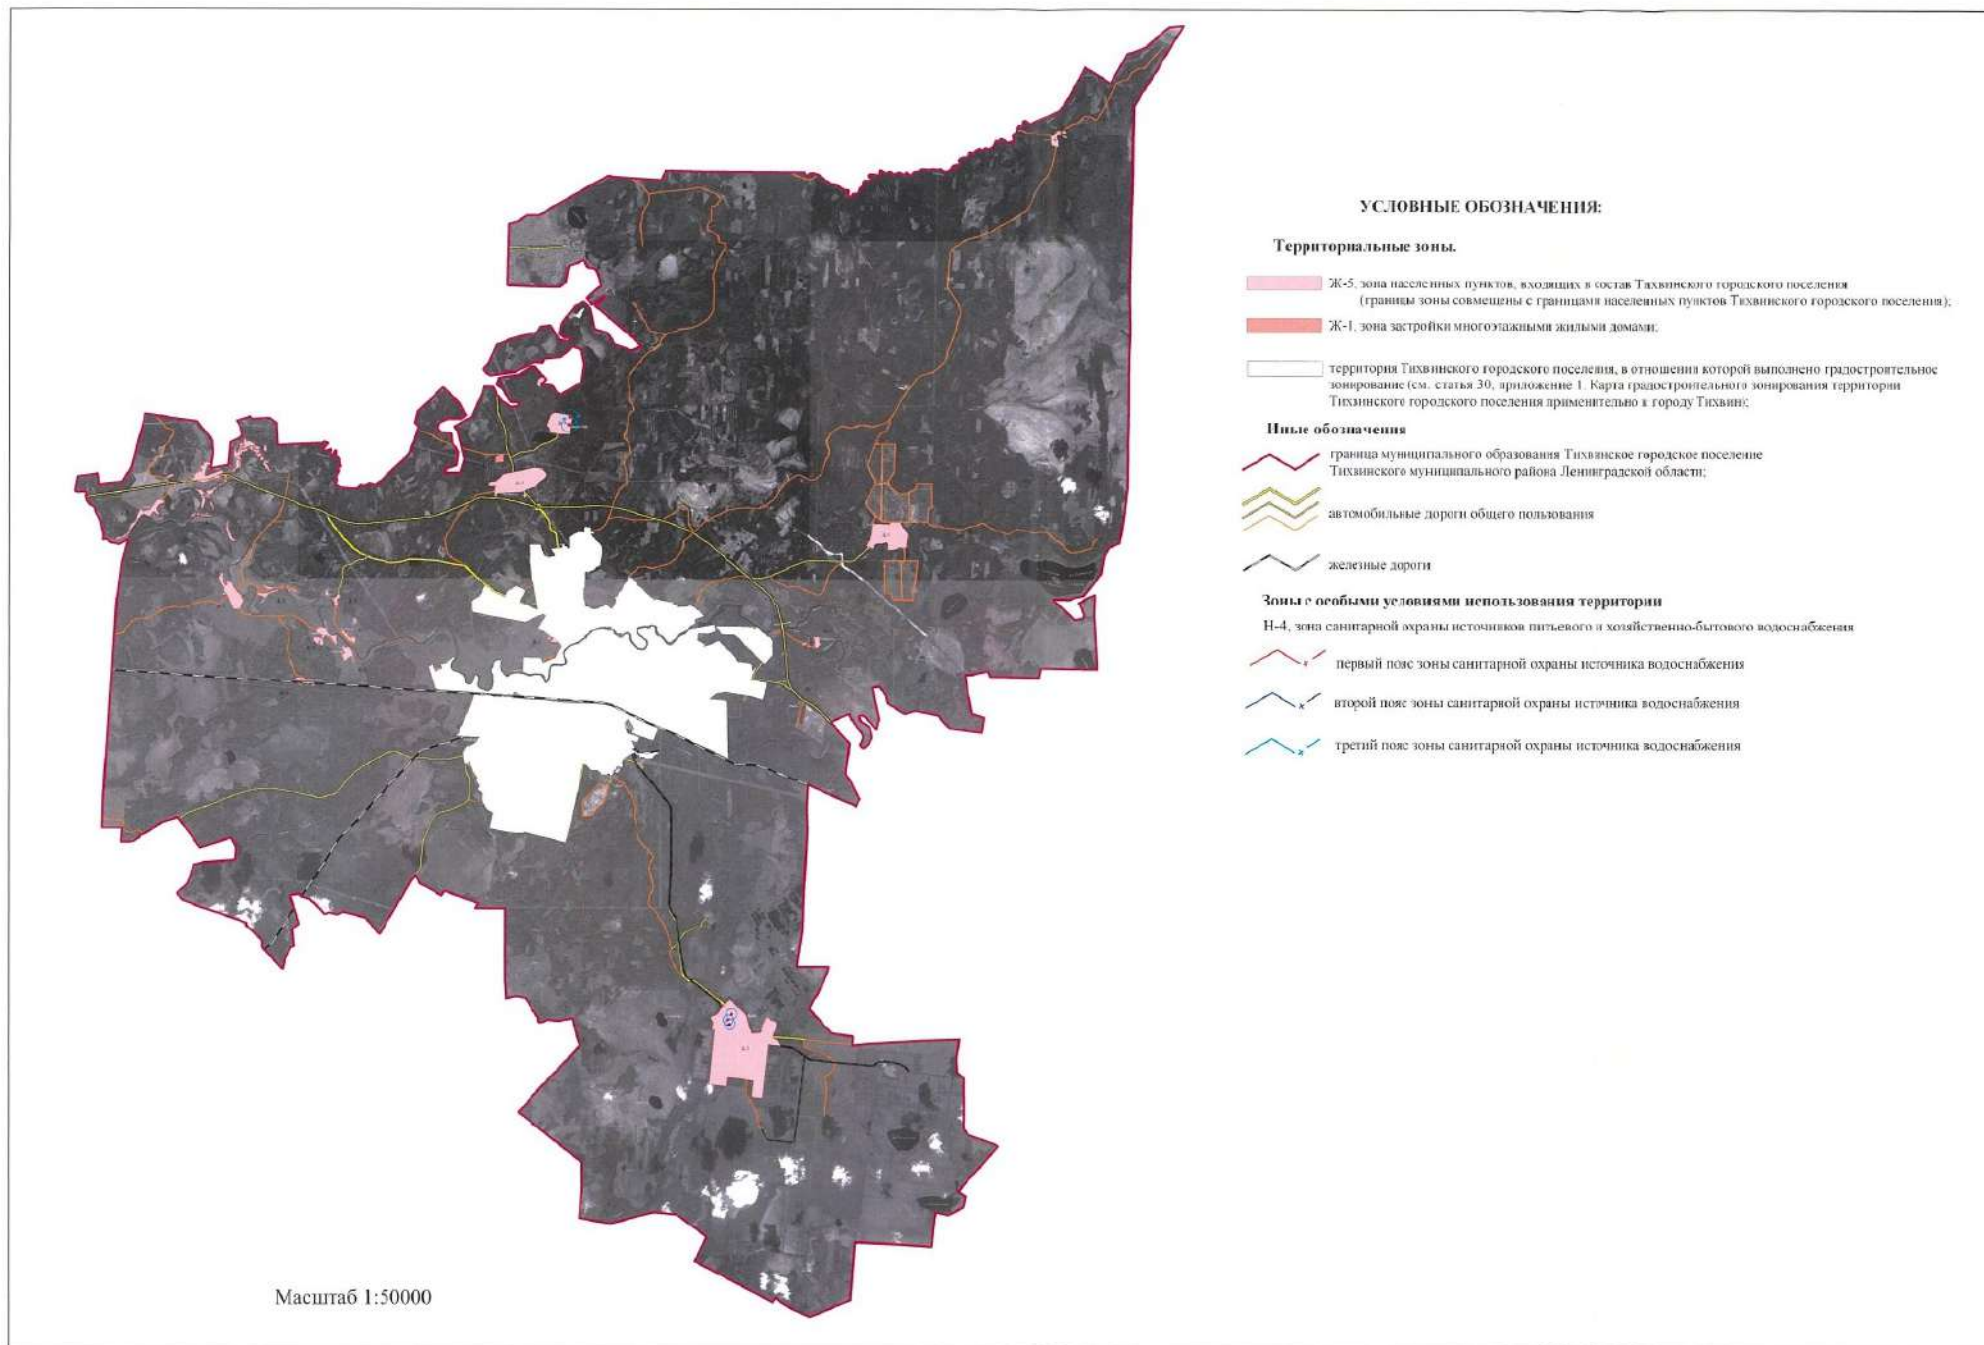 УСЛОВНЫЕ ОБОЗНАЧЕНИЯ:
Территориальные зоны.
Ж-5, зона населенных пунктов, входящих в состав Тихвинского городского поселения
(границы зоны совмещены с границами населенных пунктов Тихвинского городского поселения);
Ж-1, зона застройки многоэтажными жилыми домами;
территория Тихвинского городского поселения, в отношении которой выполнено градостроительное
зонирование (см. статья 30, приложение 1. Карта градостроительного зонирования территории
Тихвинского городского поселения применительно к городу Тихвин);
Иные обозначения
граница муниципального образования Тихвинское городское поселение
Тихвинского муниципального района Ленинградской области;
автомобильные дороги общего пользования
железные дороги
Зоны с особыми условиями использования территории
Н-4, зона санитарной охраны источников питьевого и хозяйственно-бытового водоснабжения
первый пояс зоны санитарной охраны источника водоснабжения
второй пояс зоны санитарной охраны источника водоснабжения
третий пояс зоны санитарной охраны источника водоснабжения
Масштаб 1:50000